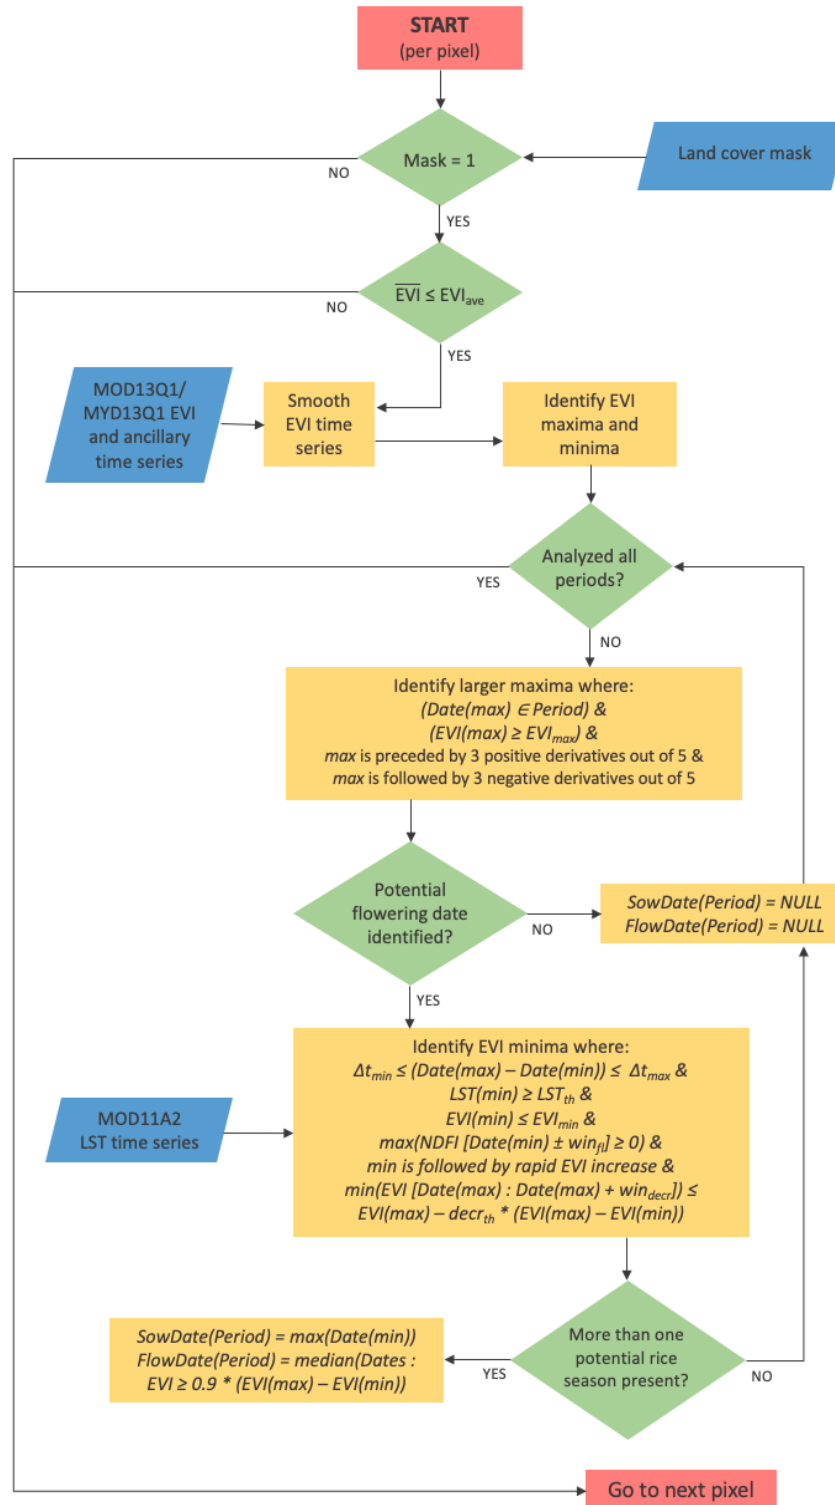 START
(per pixel)
Mask = 1
Land cover mask
NO
YES
EVI ≤ EVIave
NO
YES
MOD13Q1/
MYD13Q1 EVI
and ancillary
time series
Smooth
EVI time
series
Identify EVI
maxima and
minima
Analyzed all
periods?
YES
NO
Identify larger maxima where:
(Date(max) ∈ Period) &
(EVI(max) ≥ EVImax) &
max is preceded by 3 positive derivatives out of 5 &
max is followed by 3 negative derivatives out of 5
Potential
flowering date
identified?
NO
SowDate(Period) = NULL
FlowDate(Period) = NULL
YES
Identify EVI minima where:
Δtmin ≤ (Date(max) – Date(min)) ≤ Δtmax &
LST(min) ≥ LSTth &
EVI(min) ≤ EVImin &
max(NDFI [Date(min) ± winfl] ≥ 0) &
min is followed by rapid EVI increase &
min(EVI [Date(max) : Date(max) + windecr]) ≤
EVI(max) – decrth * (EVI(max) – EVI(min))
MOD11A2
LST time series
More than one
potential rice
season present?
YES
NO
SowDate(Period) = max(Date(min))
FlowDate(Period) = median(Dates :
EVI ≥ 0.9 * (EVI(max) – EVI(min))
Go to next pixel